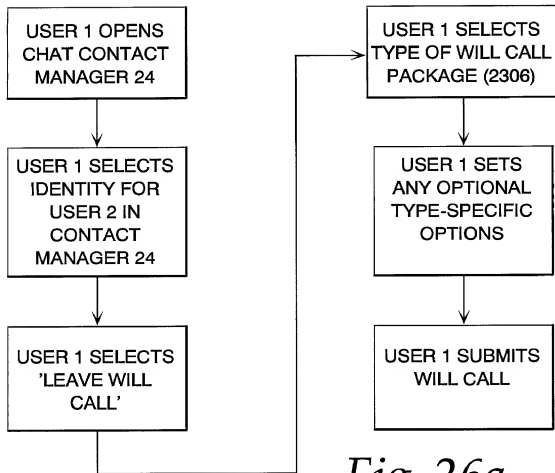 USER 1 OPENS
CHAT CONTACT
MANAGER 24
USER 1 SELECTS
IDENTITY FOR
USER 2 IN
CONTACT
MANAGER 24
USER 1 SELECTS
'LEAVE WILL
CALL'
USER 1 SELECTS
TYPE OF WILL CALL
PACKAGE (2306)
USER 1 SETS
ANY OPTIONAL
TYPE-SPECIFIC
OPTIONS
USER 1 SUBMITS
WILL CALL
Fig. 26a